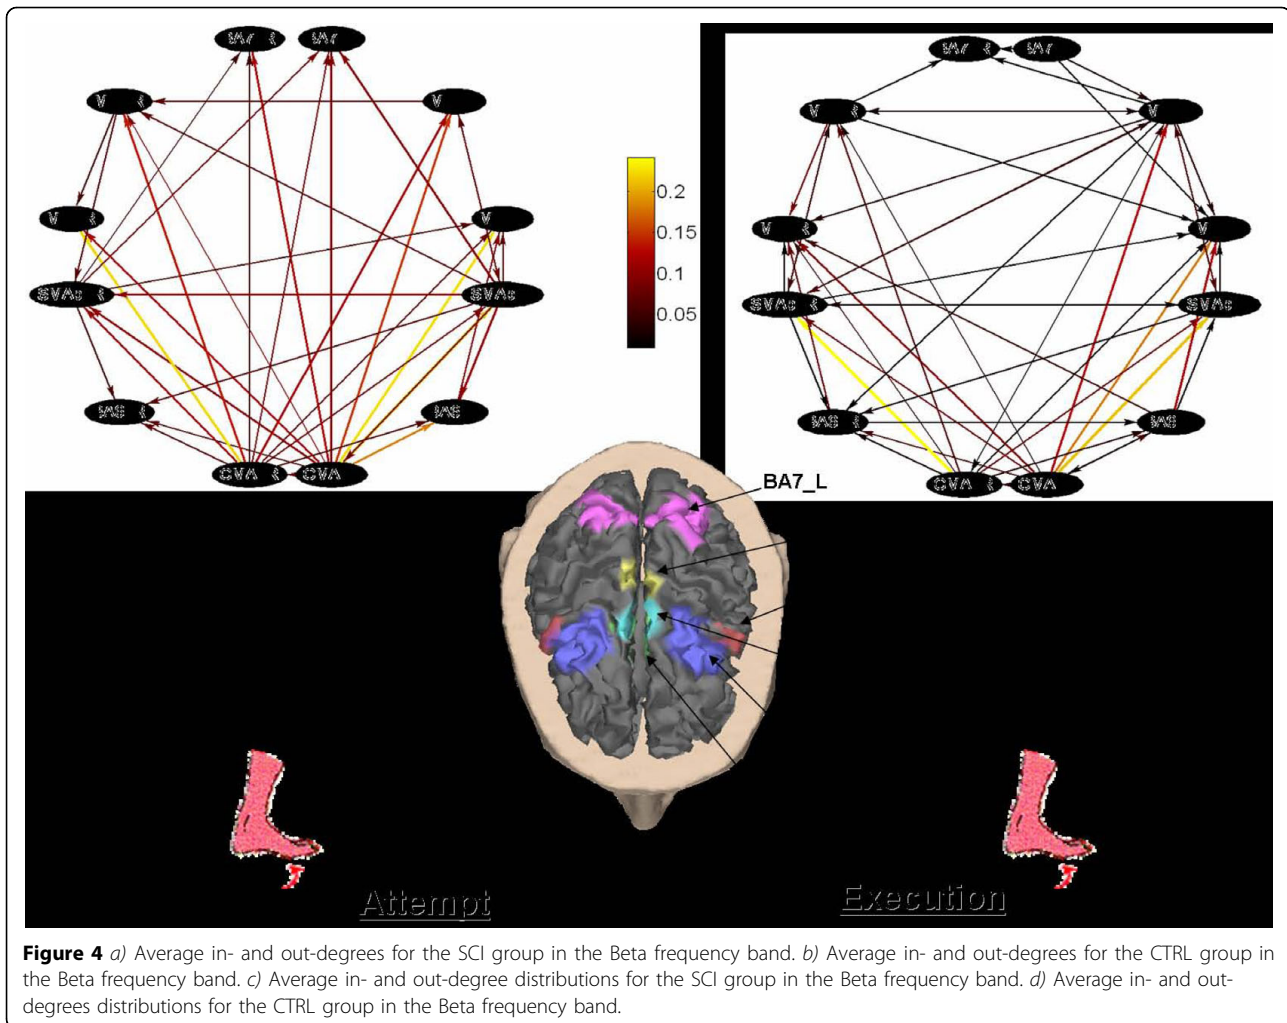 0.2
0.15
0.1
0.05
BA7_L
Attempt
Execution
Figure 4 a) Average in- and out-degrees for the SCI group in the Beta frequency band. b) Average in- and out-degrees for the CTRL group in
the Beta frequency band. c) Average in- and out-degree distributions for the SCI group in the Beta frequency band. d) Average in- and out-
degrees distributions for the CTRL group in the Beta frequency band.